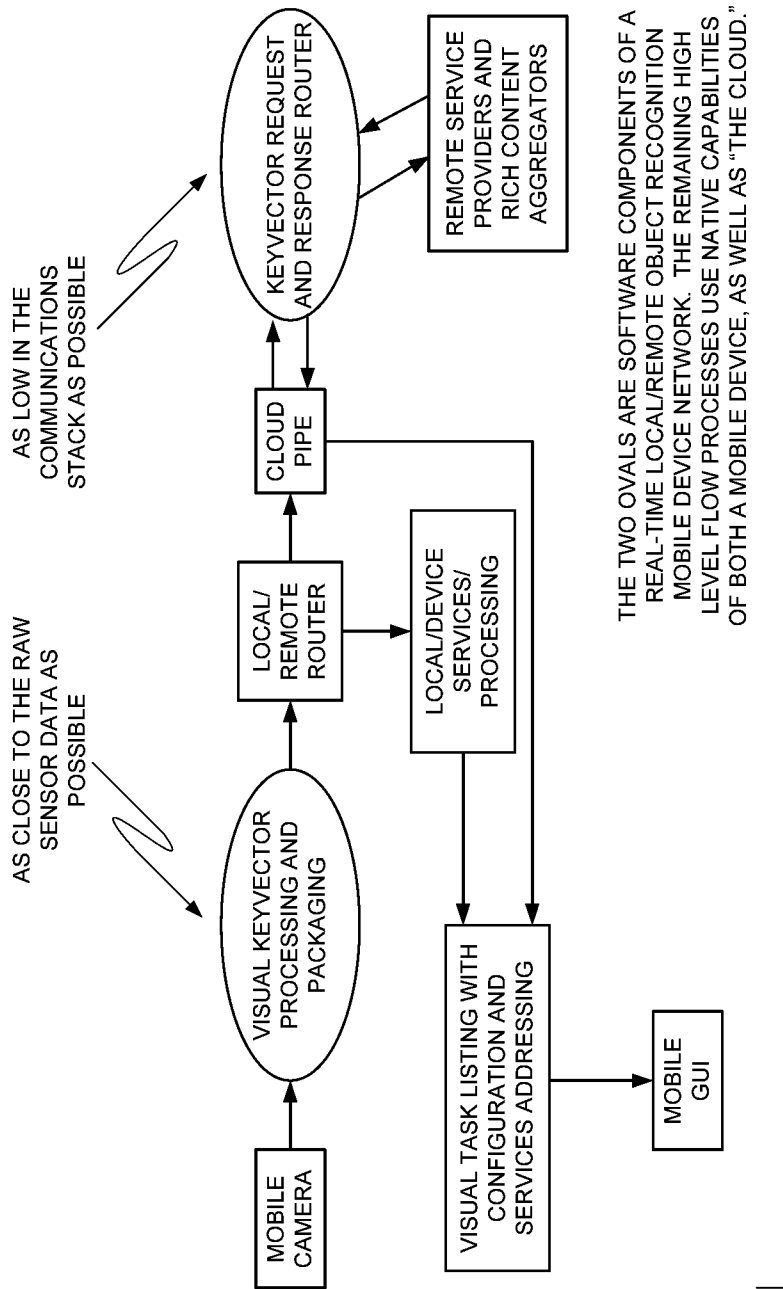 AS CLOSE TO THE RAW
SENSOR DATA AS
POSSIBLE
AS LOW IN THE
COMMUNICATIONS
STACK AS POSSIBLE
MOBILE
CAMERA
VISUAL KEYVECTOR
PROCESSING AND
PACKAGING
LOCAL/
REMOTE
ROUTER
CLOUD
PIPE
KEYVECTOR REQUEST
AND RESPONSE ROUTER
LOCAL/DEVICE
SERVICES/
PROCESSING
REMOTE SERVICE
PROVIDERS AND
RICH CONTENT
AGGREGATORS
VISUAL TASK LISTING WITH
CONFIGURATION AND
SERVICES ADDRESSING
MOBILE
GUI
THE TWO OVALS ARE SOFTWARE COMPONENTS OF A
REAL-TIME LOCAL/REMOTE OBJECT RECOGNITION
MOBILE DEVICE NETWORK. THE REMAINING HIGH
LEVEL FLOW PROCESSES USE NATIVE CAPABILITIES
OF BOTH A MOBILE DEVICE, AS WELL AS “THE CLOUD.”